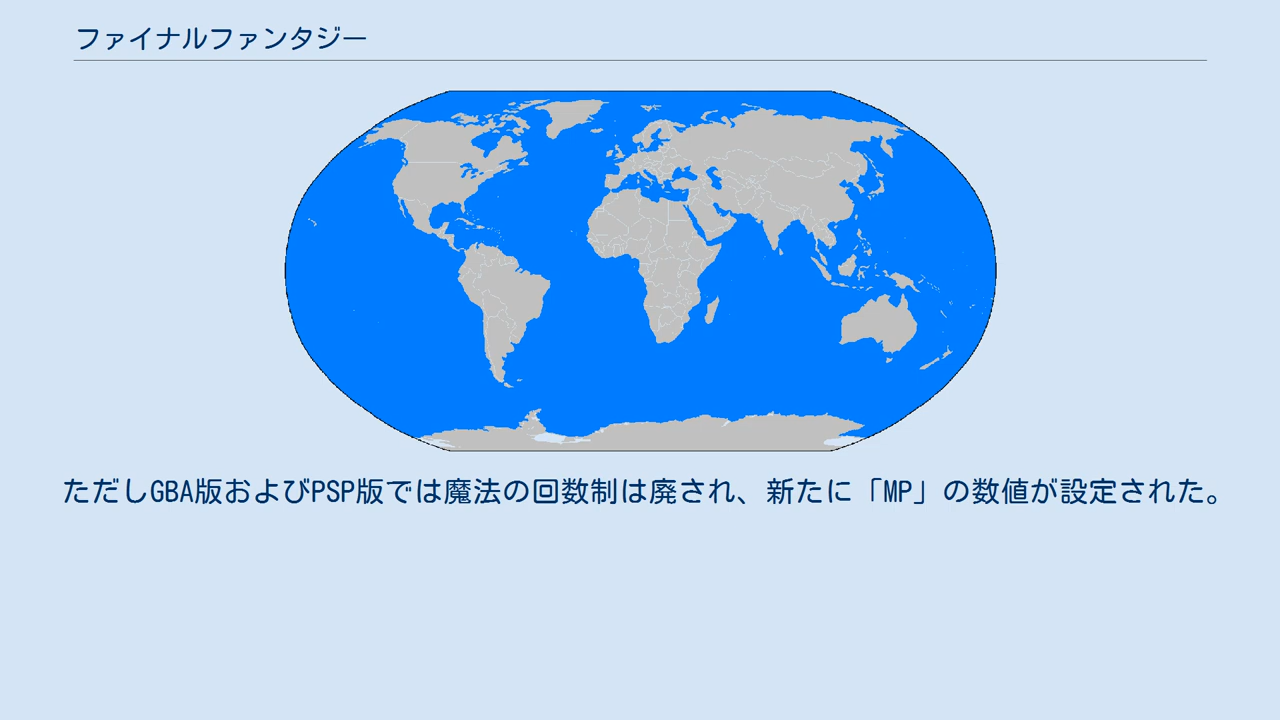 ファイナルファンタジー
ただしGBA版およびPSP版では魔法の回数制は廃され、新たに「MP」の数値が設定された。